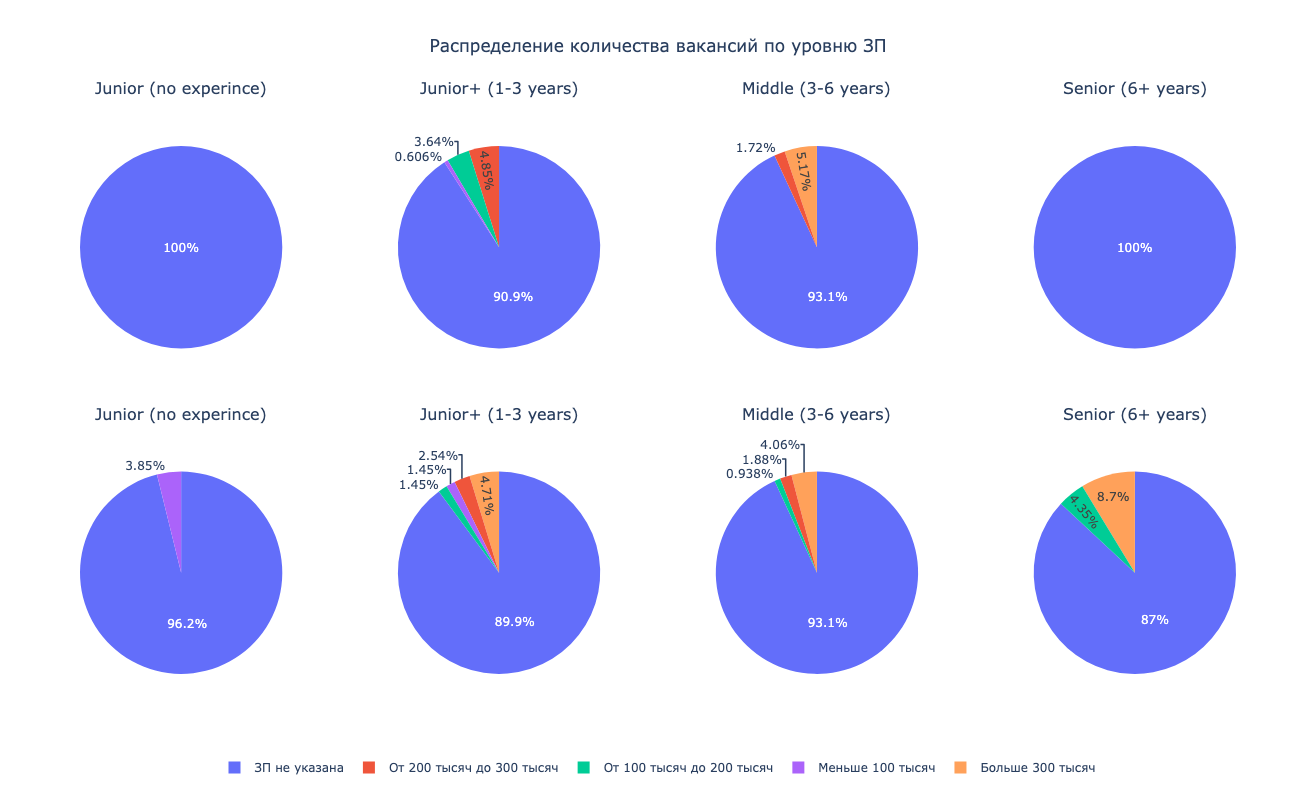 Распределение количества вакансий по уровню ЗП
Junior (no experince)
Junior+ (1-3 years)
Middle (3-6 years)
Senior (6+ years)
100%
3.64%
0.606%
4.85%
90.9%
1.72%
5.17%
93.1%
100%
Junior (no experince)
Junior+ (1-3 years)
Middle (3-6 years)
Senior (6+ years)
3.85%
96.2%
2.54%
1.45%
1.45%
4.71%
89.9%
4.06%
1.88%
0.938%
93.1%
8.7%
4.35%
87%
ЗП не указана
От 200 тысяч до 300 тысяч
От 100 тысяч до 200 тысяч
Меньше 100 тысяч
Больше 300 тысяч